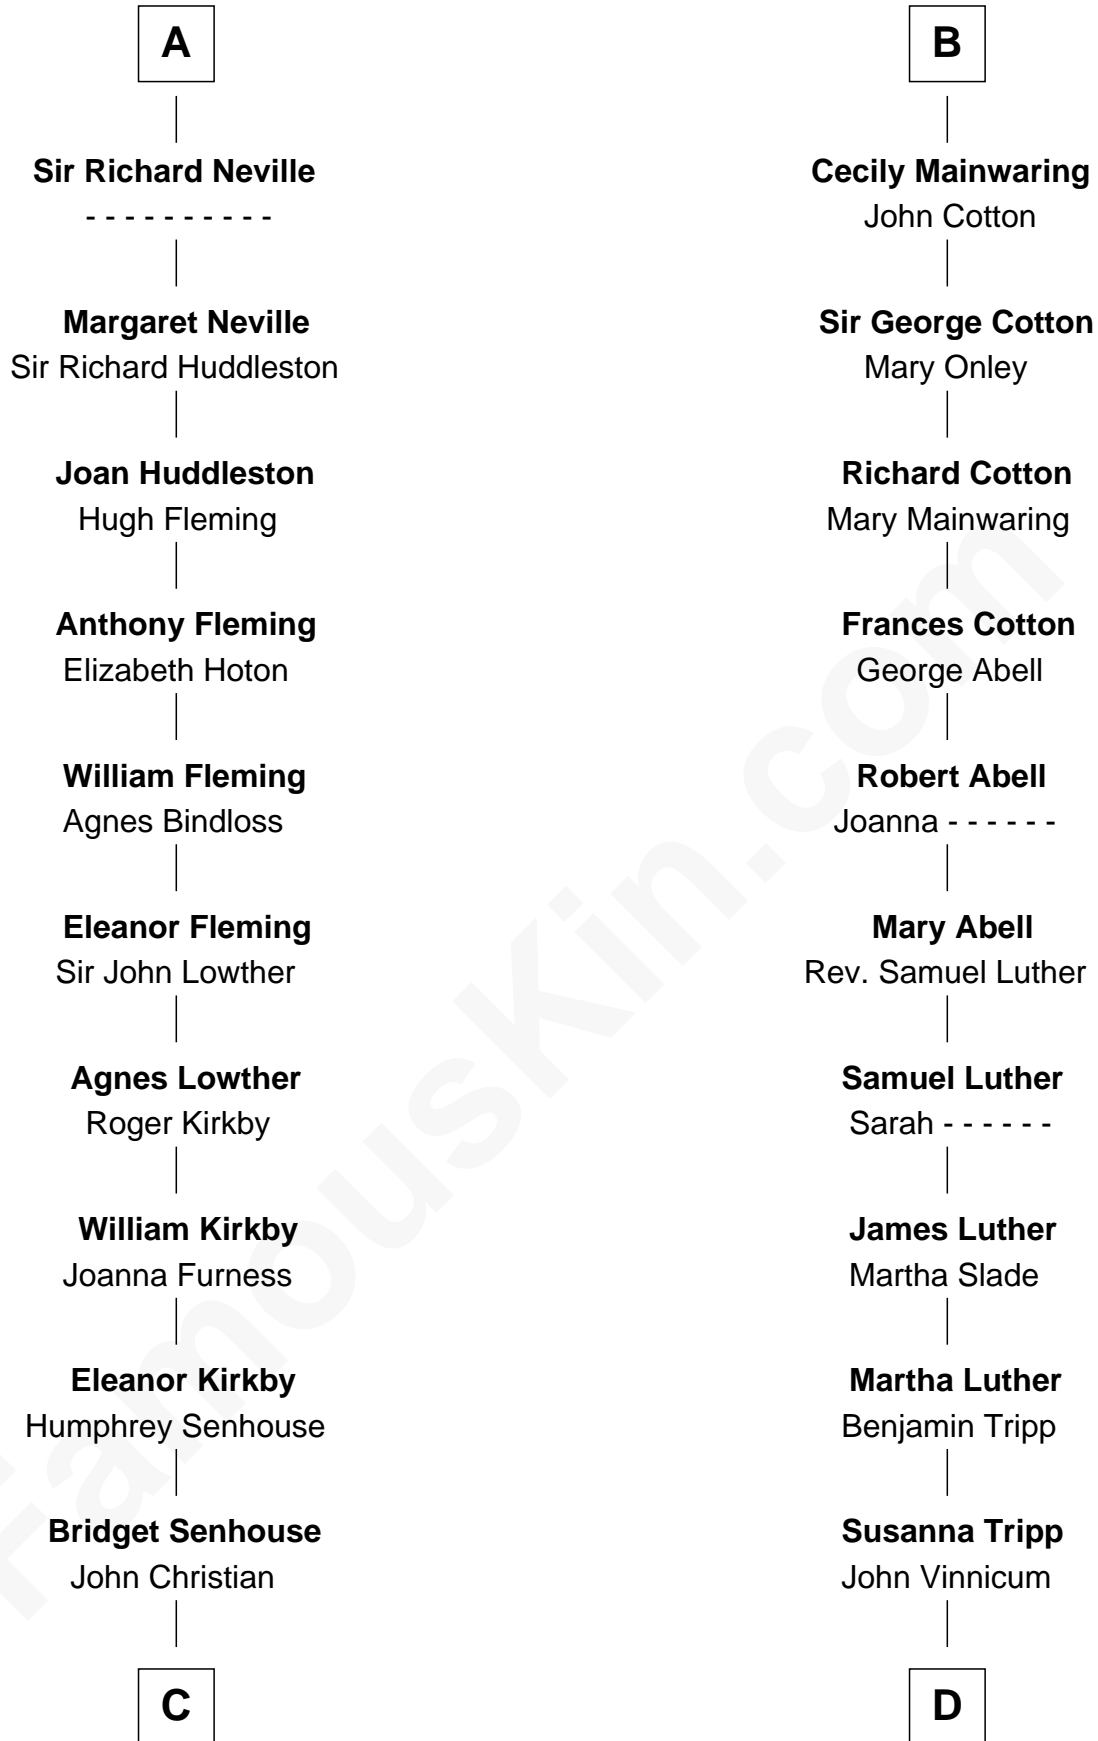 A
Sir Richard Neville
- - - - - - - - - -
Margaret Neville
Sir Richard Huddleston
Joan Huddleston
Hugh Fleming
Anthony Fleming
Elizabeth Hoton
William Fleming
Agnes Bindloss
Eleanor Fleming
Sir John Lowther
Agnes Lowther
Roger Kirkby
William Kirkby
Joanna Furness
Eleanor Kirkby
Humphrey Senhouse
Bridget Senhouse
John Christian
C
B
Cecily Mainwaring
John Cotton
Sir George Cotton
Mary Onley
Richard Cotton
Mary Mainwaring
Frances Cotton
George Abell
Robert Abell
Joanna - - - - - -
Mary Abell
Rev. Samuel Luther
Samuel Luther
Sarah - - - - - -
James Luther
Martha Slade
Martha Luther
Benjamin Tripp
Susanna Tripp
John Vinnicum
D
FamousKin.com